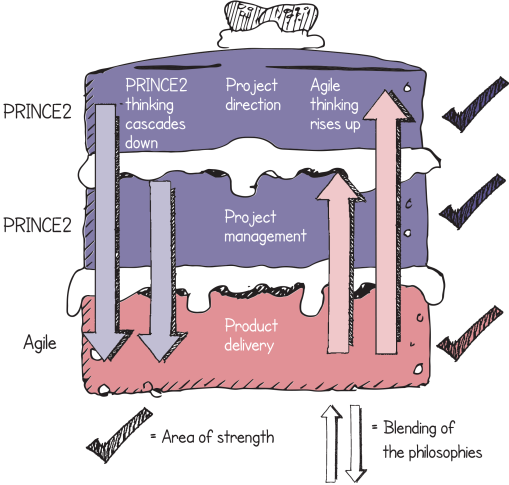 PRINCE2
PRINCE2
thinking
cascades
down
Project
direction
Agile
thinking
rises up
PRINCE2
Project
management
Agile
Product
delivery
= Area of strength
= Blending of
the philosophies